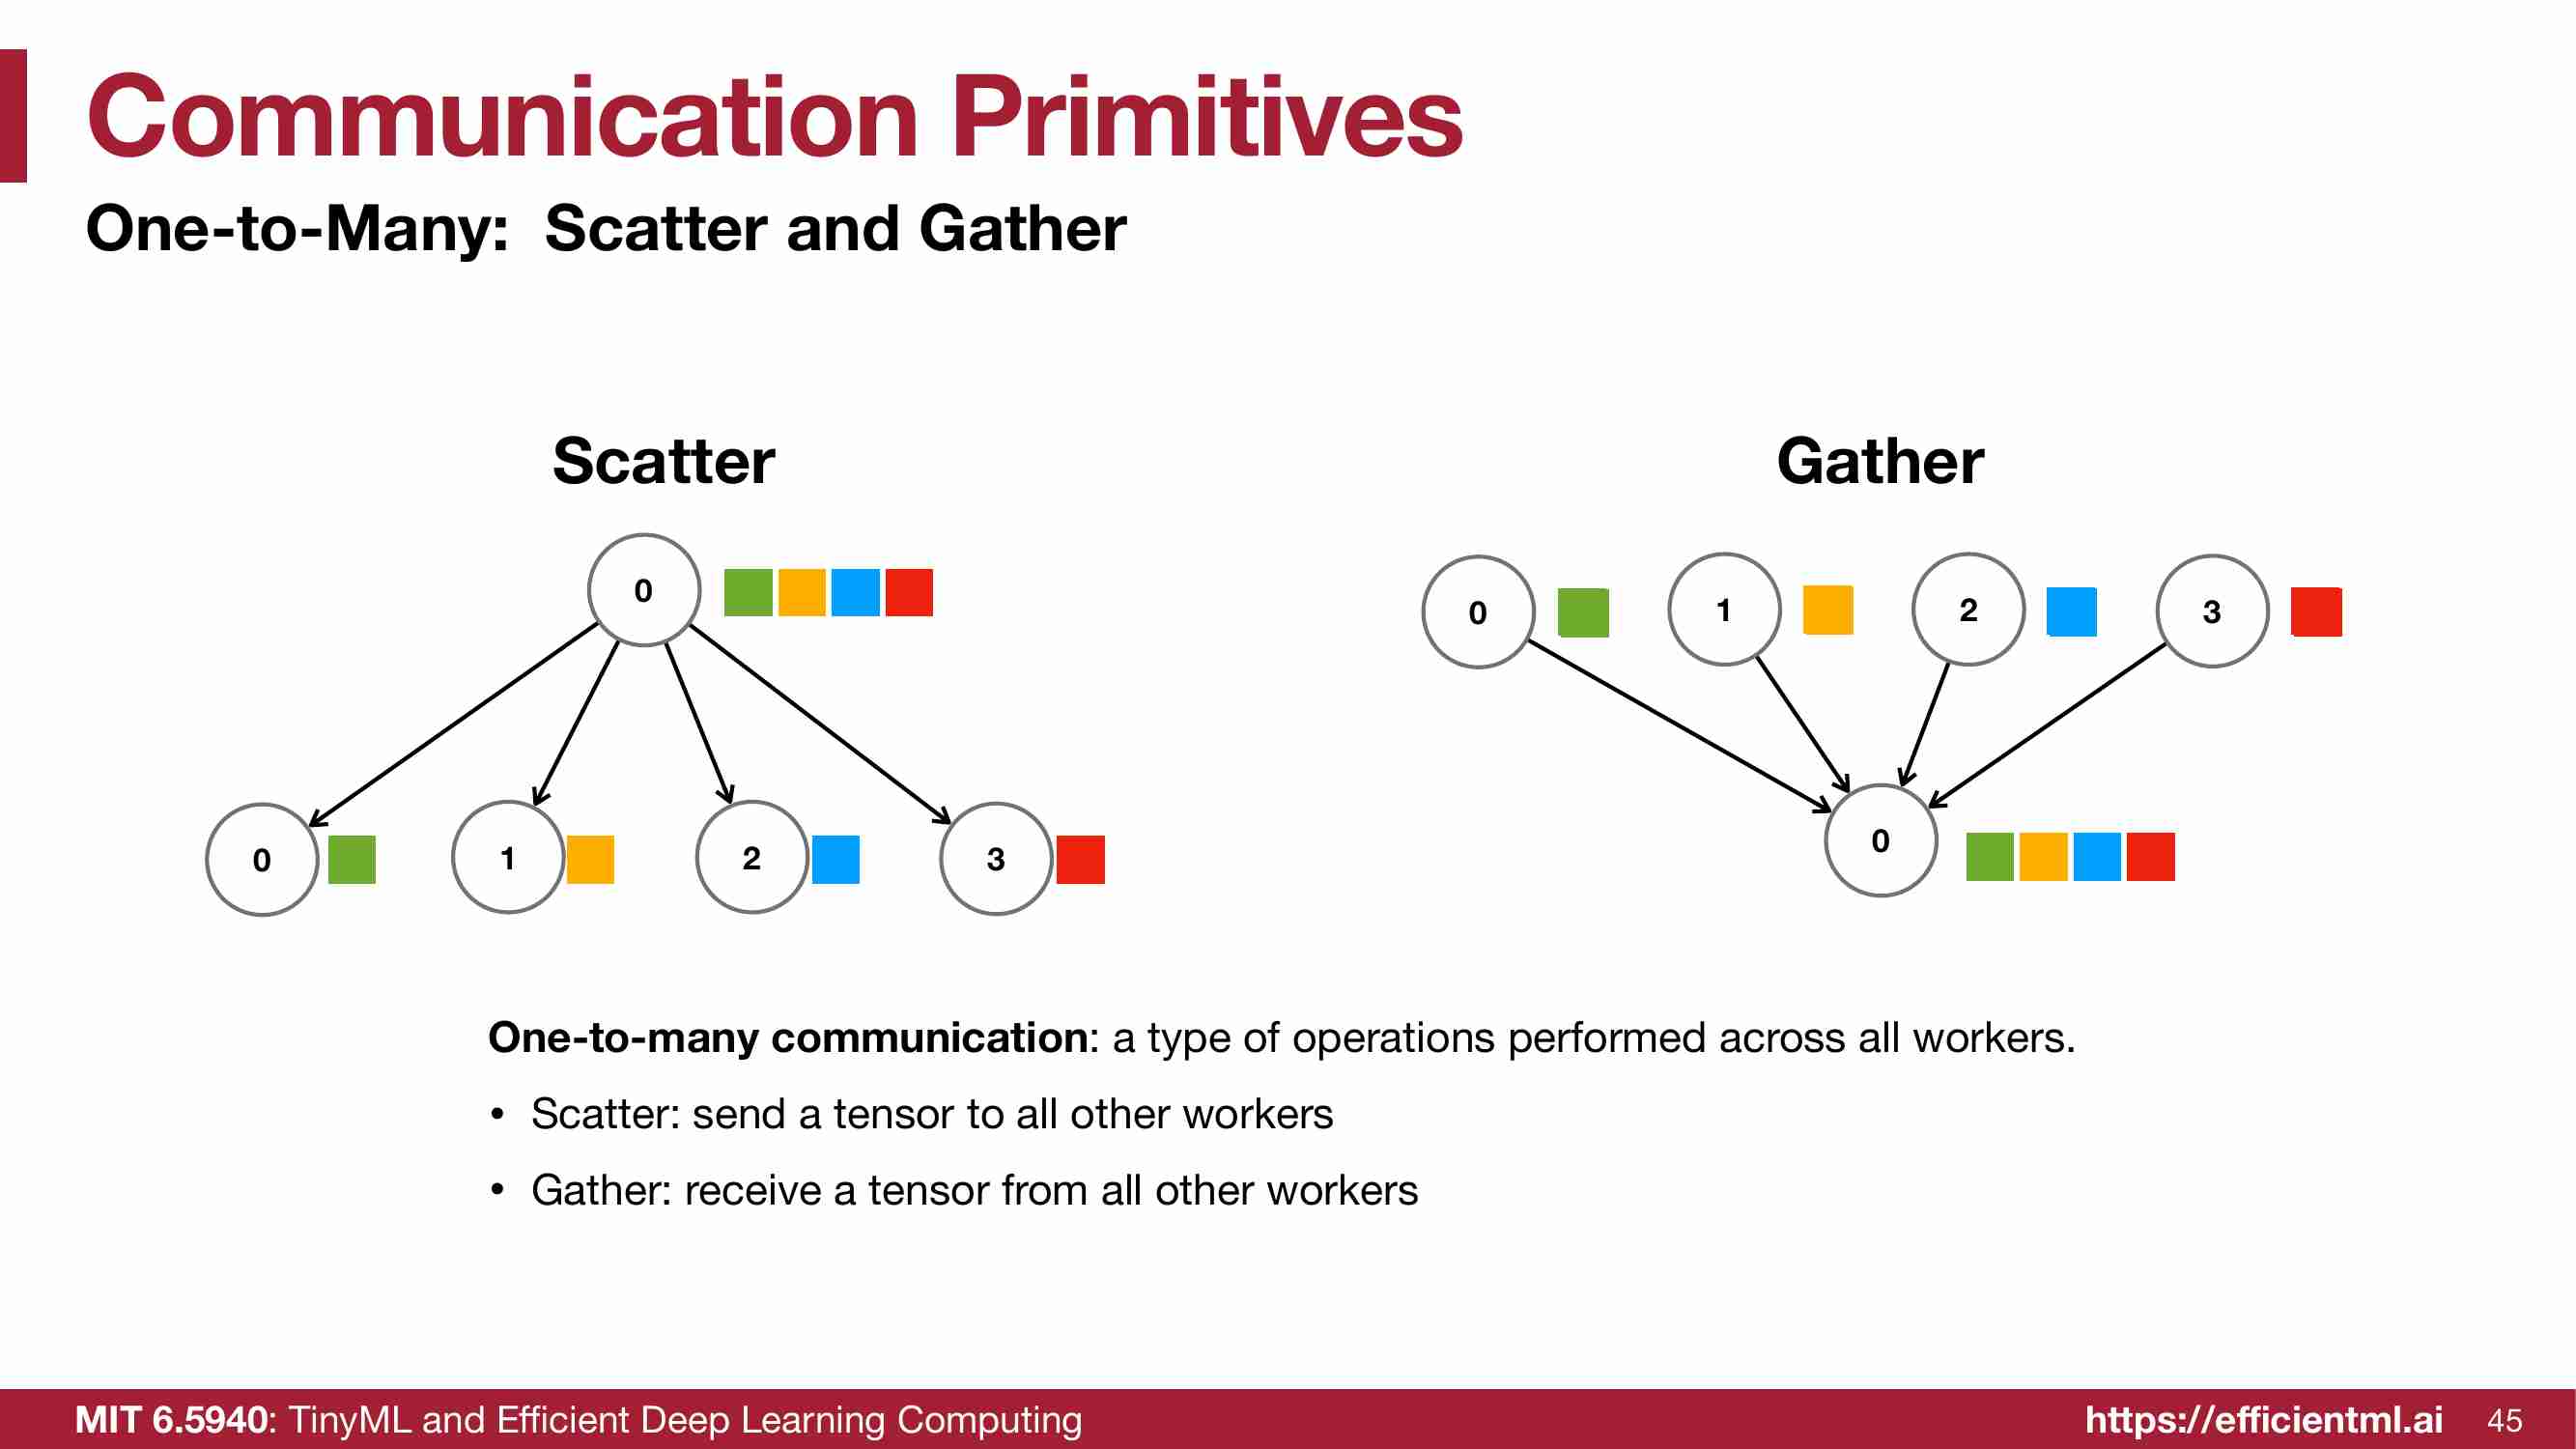 Communication Primitives
One-to-Many: Scatter and Gather
Scatter
0
0
1
2
3
Gather
0
1
2
3
0
One-to-many communication: a type of operations performed across all workers.
• Scatter: send a tensor to all other workers
• Gather: receive a tensor from all other workers
MIT 6.5940: TinyML and Efficient Deep Learning Computing
https://efficientml.ai
45